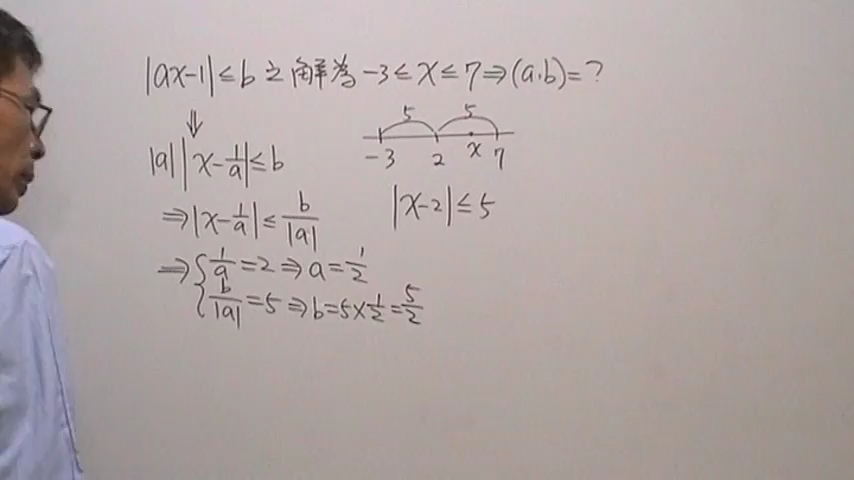 |ax-1|≤b 之解為 -3≤x≤7⇒(a.b)=?
⇓
5 5
-3 2 x 7
|a||x-1/a|≤b
|x-2|≤5
⇒|x-1/a|≤b/|a|
⇒{1/a=2⇒a=1/2
b/|a|=5⇒b=5×1/2=5/2